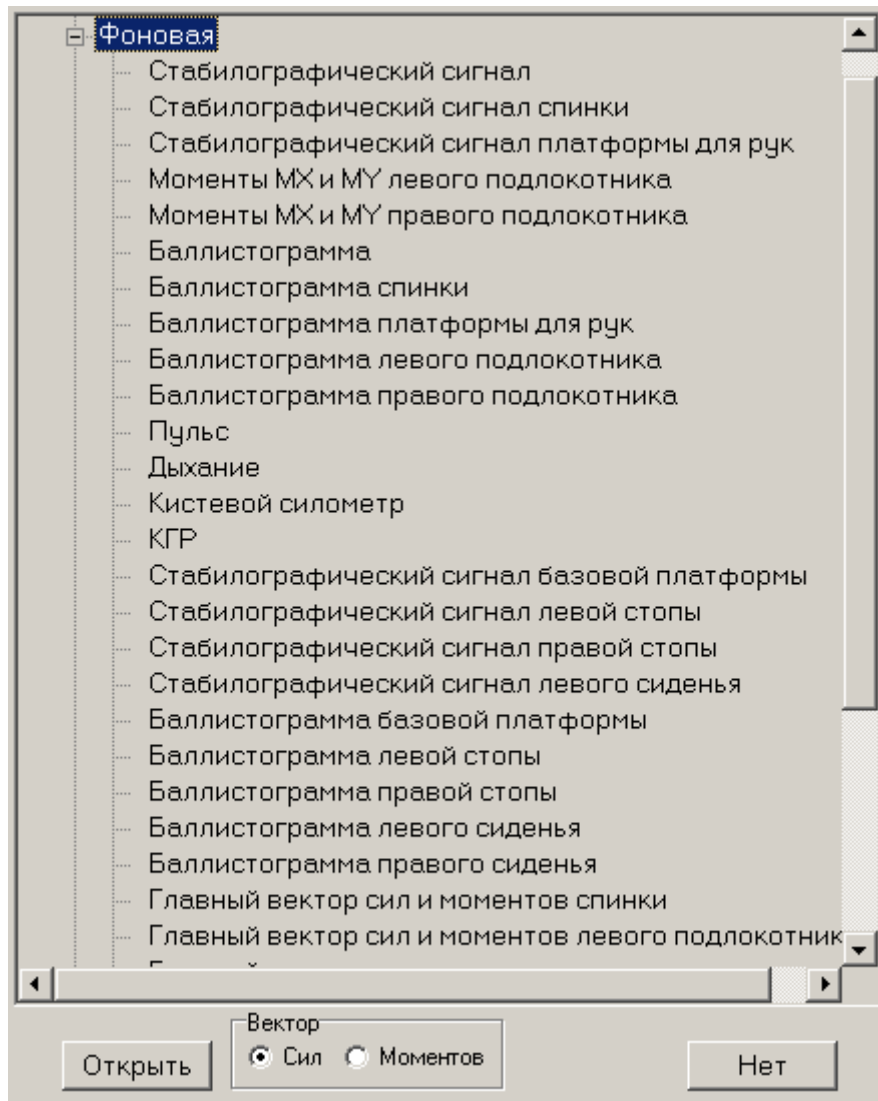 Фоновая
Стабилографический сигнал
Стабилографический сигнал спинки
Стабилографический сигнал платформы для рук
Моменты MX и MY левого подлокотника
Моменты MX и MY правого подлокотника
Баллистограмма
Баллистограмма спинки
Баллистограмма платформы для рук
Баллистограмма левого подлокотника
Баллистограмма правого подлокотника
Пульс
Дыхание
Кистевой силометр
КГР
Стабилографический сигнал базовой платформы
Стабилографический сигнал левой стопы
Стабилографический сигнал правой стопы
Стабилографический сигнал левого сиденья
Баллистограмма базовой платформы
Баллистограмма левой стопы
Баллистограмма правой стопы
Баллистограмма левого сиденья
Баллистограмма правого сиденья
Главный вектор сил и моментов спинки
Главный вектор сил и моментов левого подлокотник
Вектор
Открыть
Сил Моментов
Нет